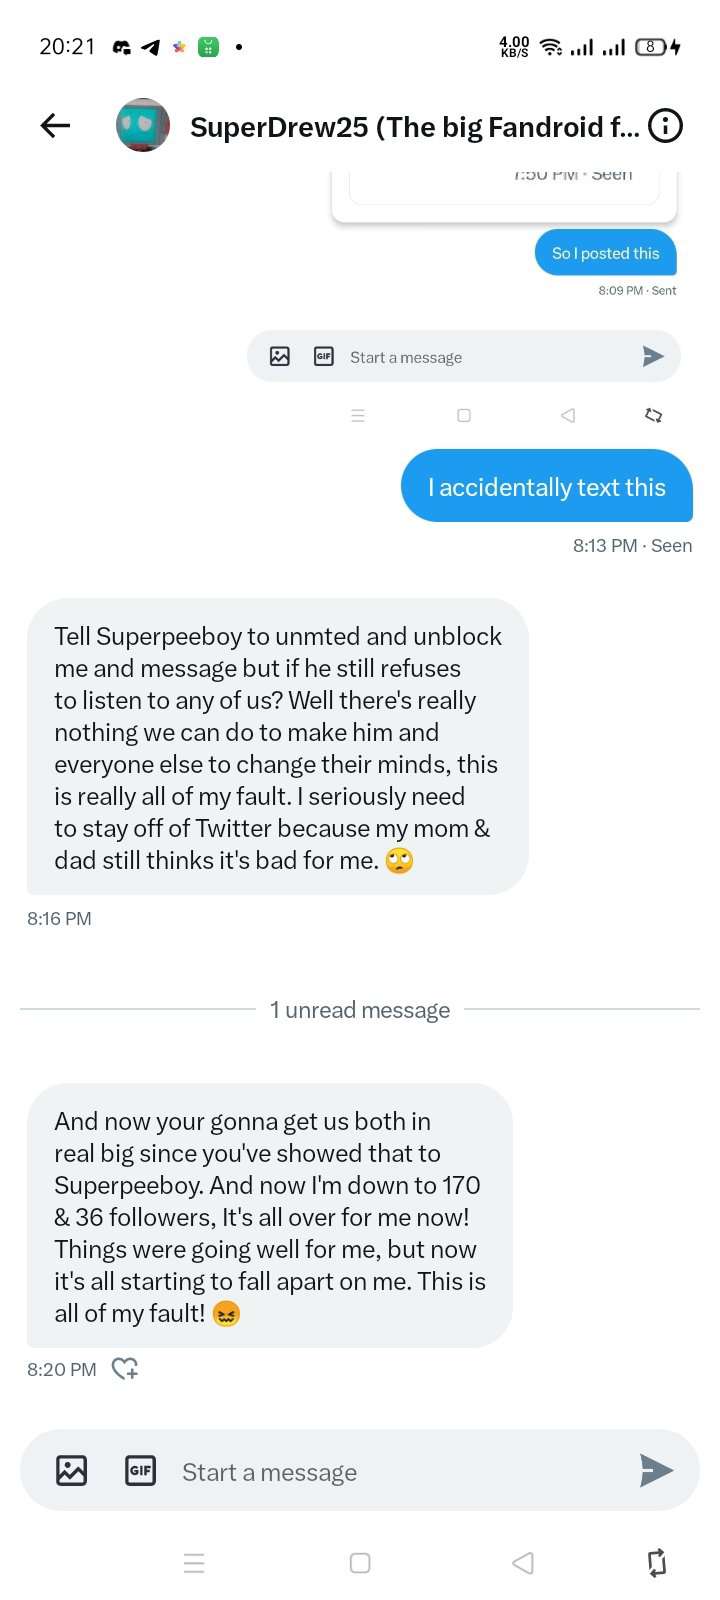 20:21
4.00
KB/S
8
SuperDrew25 (The big Fandroid f...
7:50 PM · Seen
So I posted this
8:09 PM · Sent
GIF
Start a message
I accidentally text this
8:13 PM · Seen
Tell Superpeeboy to unmted and unblock
me and message but if he still refuses
to listen to any of us? Well there's really
nothing we can do to make him and
everyone else to change their minds, this
is really all of my fault. I seriously need
to stay off of Twitter because my mom &
dad still thinks it's bad for me. 🙄
8:16 PM
1 unread message
And now your gonna get us both in
real big since you've showed that to
Superpeeboy. And now I'm down to 170
& 36 followers, It's all over for me now!
Things were going well for me, but now
it's all starting to fall apart on me. This is
all of my fault! 😖
8:20 PM
GIF
Start a message